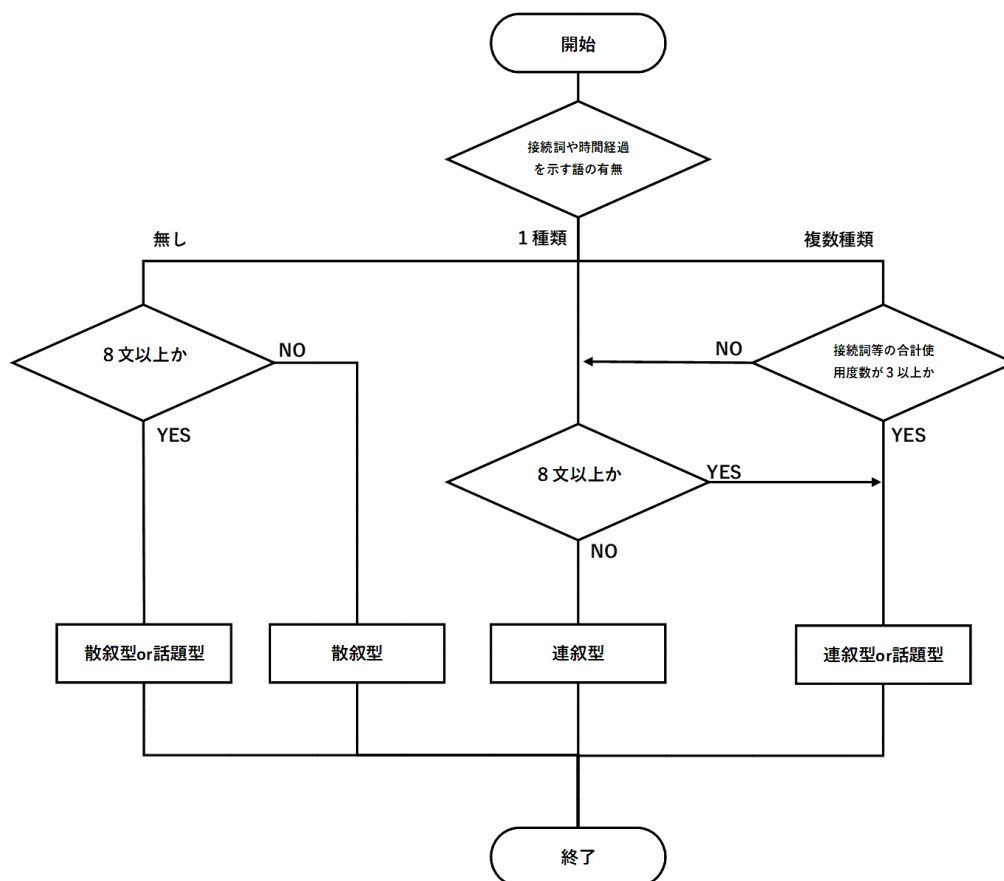 開始
接続詞や時間経過
を示す語の有無
無し
1種類
複数種類
8文以上か
NO
YES
NO
接続詞等の合計使
用度数が3以上か
YES
8文以上か
YES
NO
散叙型or話題型
散叙型
連叙型
連叙型or話題型
終了